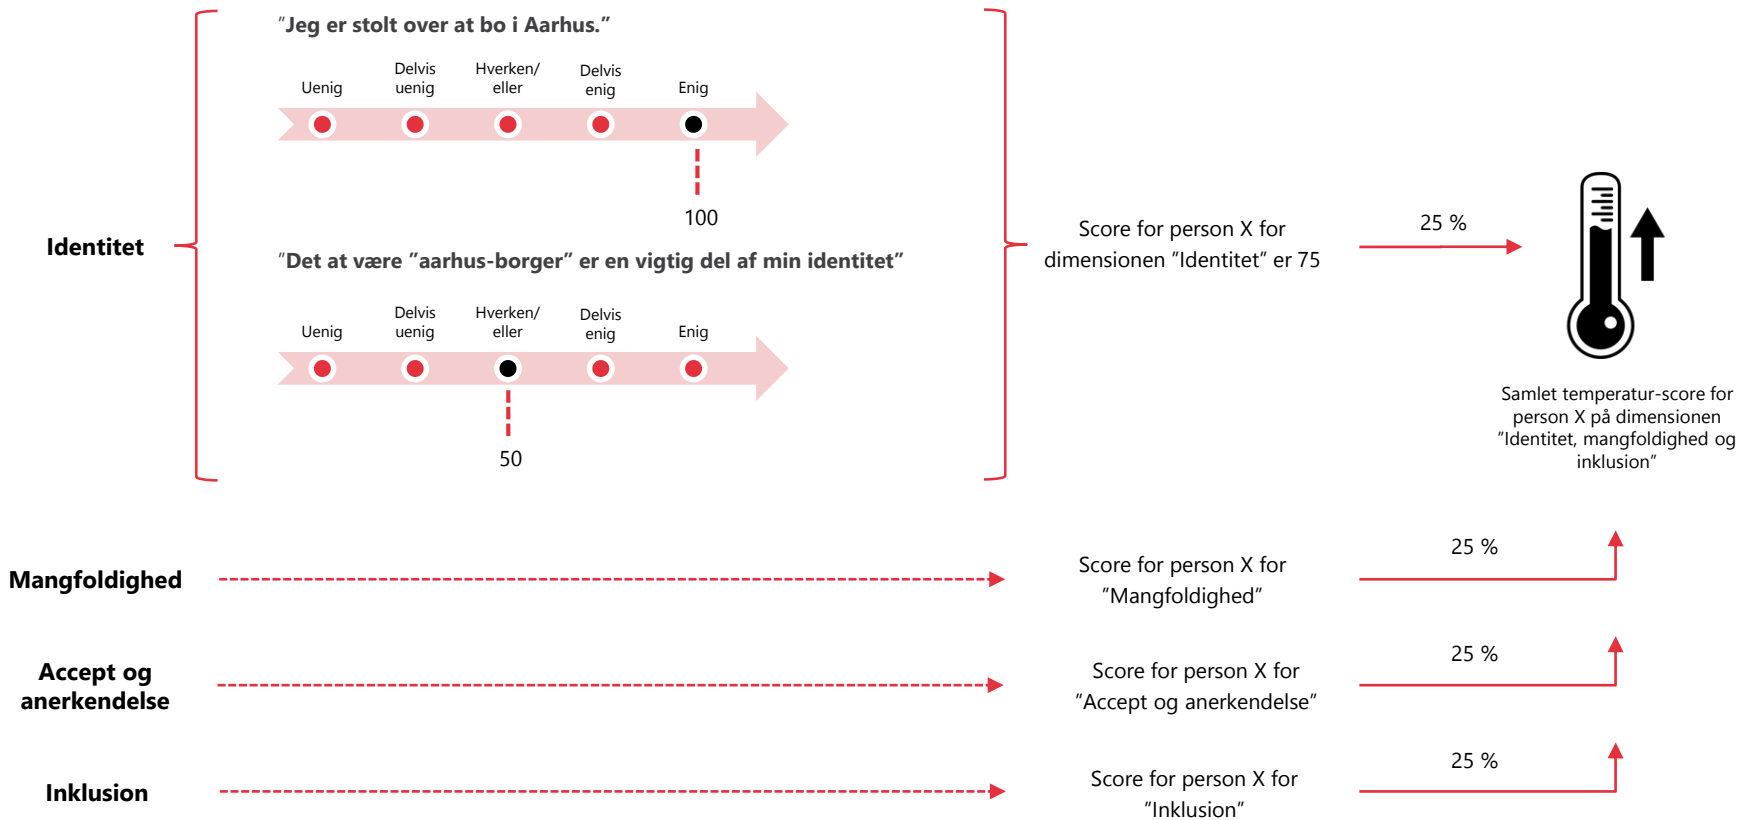 "Jeg er stolt over at bo i Aarhus."
Uenig
Delvis
uenig
Hverken/
eller
Delvis
enig
Enig
100
Identitet
"Det at være "aarhus-borger" er en vigtig del af min identitet"
Uenig
Delvis
uenig
Hverken/
eller
Delvis
enig
Enig
50
Score for person X for
dimensionen "Identitet" er 75
25 %
Samlet temperatur-score for
person X på dimensionen
"Identitet, mangfoldighed og
inklusion"
Mangfoldighed
Score for person X for
"Mangfoldighed"
25 %
Accept og
anerkendelse
Score for person X for
"Accept og anerkendelse"
25 %
Inklusion
Score for person X for
"Inklusion"
25 %